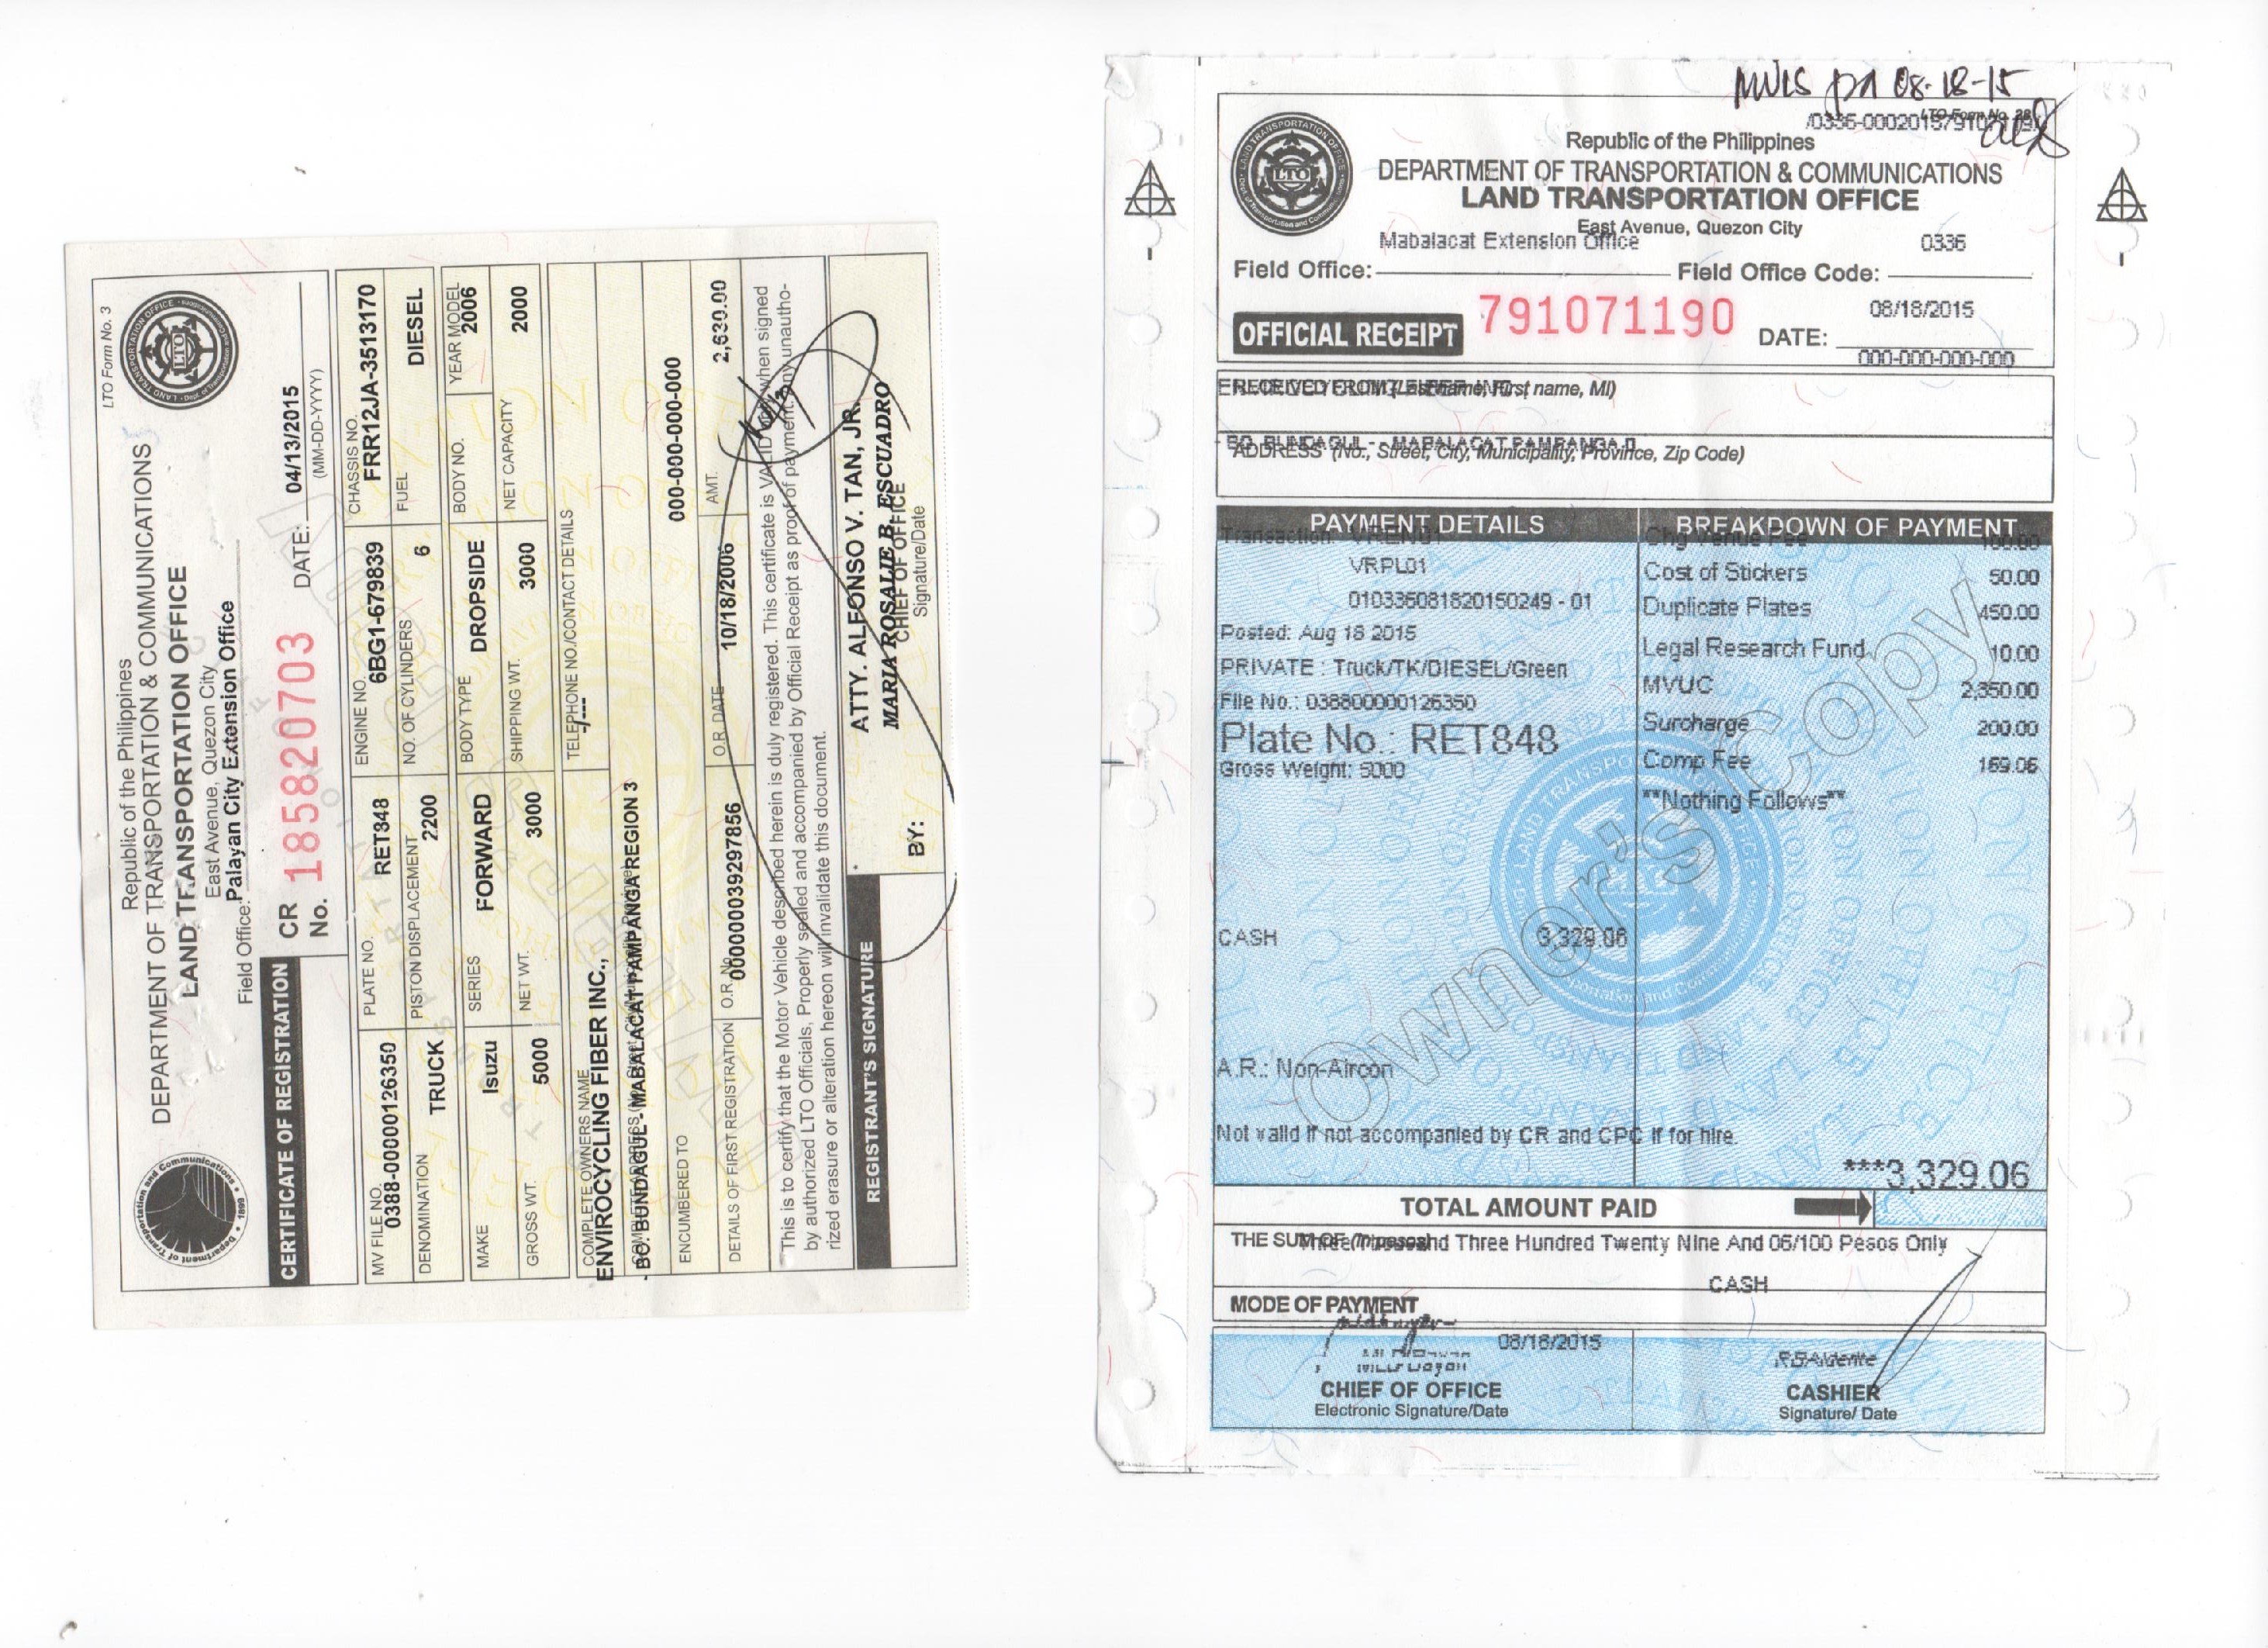 LTO Form No. 3
Republic of the Philippines
DEPARTMENT OF TRANSPORTATION & COMMUNICATIONS
LAND TRANSPORTATION OFFICE
East Avenue, Quezon City
Palayan City Extension Office
Field Office:
CERTIFICATE OF REGISTRATION
CR No. 185820703
DATE: 04/13/2015
(MM-DD-YYYY)
MV FILE NO. PLATE NO. ENGINE NO. CHASSIS NO.
0388-00000126350 RET848 6BG1-679839 FRR12JA-3513170
DENOMINATION PISTON DISPLACEMENT NO. OF CYLINDERS FUEL
TRUCK 2200 6 DIESEL
MAKE SERIES BODY TYPE BODY NO. YEAR MODEL
Isuzu FORWARD DROPSIDE 2006
GROSS WT. NET WT. SHIPPING WT. NET CAPACITY
5000 3000 3000 2000
COMPLETE OWNERS NAME TELEPHONE NO./CONTACT DETAILS
ENVIROCYCLING FIBER INC., -/---
COMPLETE ADDRESS
- BO. BUNDAGUL - MABALACAT PAMPANGA REGION 3
ENCUMBERED TO 000-000-000-000
DETAILS OF FIRST REGISTRATION O.R. No. O.R. DATE AMT.
0000000392978​56 10/18/2006 2,630.00
This is to certify that the Motor Vehicle described herein is duly registered. This certificate is VALID when signed
by authorized LTO Officials, Properly sealed and accompanied by Official Receipt as proof of payment. Any unautho-
rized erasure or alteration hereon will invalidate this document.
REGISTRANT'S SIGNATURE
ATTY. ALFONSO V. TAN, JR.
MARIA ROSALIE B. ESCUADRO
BY: CHIEF OF OFFICE
Signature/Date
08-18-15
LTO Form No.
Republic of the Philippines
DEPARTMENT OF TRANSPORTATION & COMMUNICATIONS
LAND TRANSPORTATION OFFICE
East Avenue, Quezon City
Mabalacat Extension Office 0336
Field Office: Field Office Code:
OFFICIAL RECEIPT 791071190 DATE: 08/18/2015
000-000-000-000
RECEIVED FROM: (Last name, First name, MI)
- BO. BUNDAGUL - MABALACAT PAMPANGA
ADDRESS (No., Street, City, Municipality, Province, Zip Code)
PAYMENT DETAILS BREAKDOWN OF PAYMENT
Transaction VREN01
VRPL01
010336081820150249 - 01
Posted: Aug 18 2015
PRIVATE : Truck/TK/DIESEL/Green
File No.: 038800000126350
Plate No.: RET848
Gross Weight: 5000
CASH 3,329.06
A.R.: Non-Aircon
Not valid if not accompanied by CR and CPC if for hire.
Chg Venue Fee 100.00
Cost of Stickers 50.00
Duplicate Plates 450.00
Legal Research Fund 10.00
MVUC 2,350.00
Surcharge 200.00
Comp Fee 169.06
**Nothing Follows**
Owner's Copy
***3,329.06
TOTAL AMOUNT PAID
THE SUM OF (In pesos) Three Thousand Three Hundred Twenty Nine And 06/100 Pesos Only
CASH
MODE OF PAYMENT
08/18/2015
CHIEF OF OFFICE
Electronic Signature/Date
CASHIER
Signature/ Date